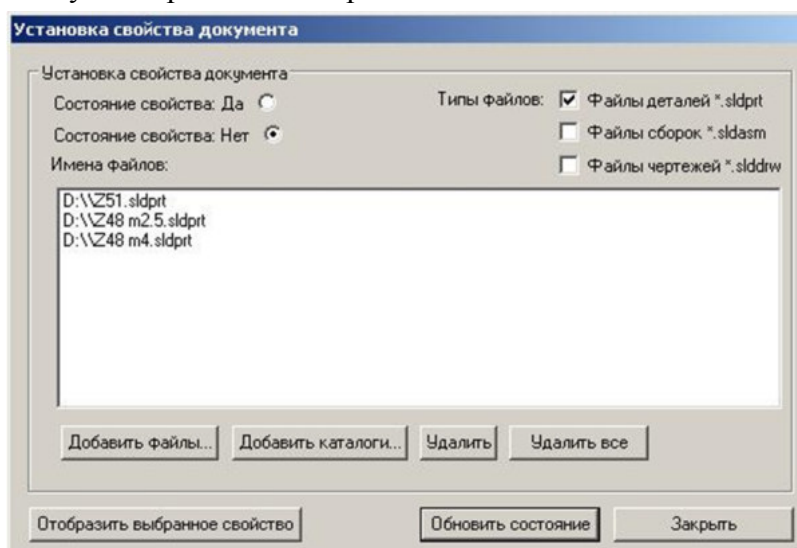 Установка свойства документа
Установка свойства документа
Состояние свойства: Да
Типы файлов:
Файлы деталей *.sldprt
Состояние свойства: Нет
Файлы сборок *.sldasm
Имена файлов:
Файлы чертежей *.slddrw
D:\\Z51.sldprt
D:\\Z48 m2.5.sldprt
D:\\Z48 m4.sldprt
Добавить файлы...
Добавить каталоги...
Удалить
Удалить все
Отобразить выбранное свойство
Обновить состояние
Закрыть